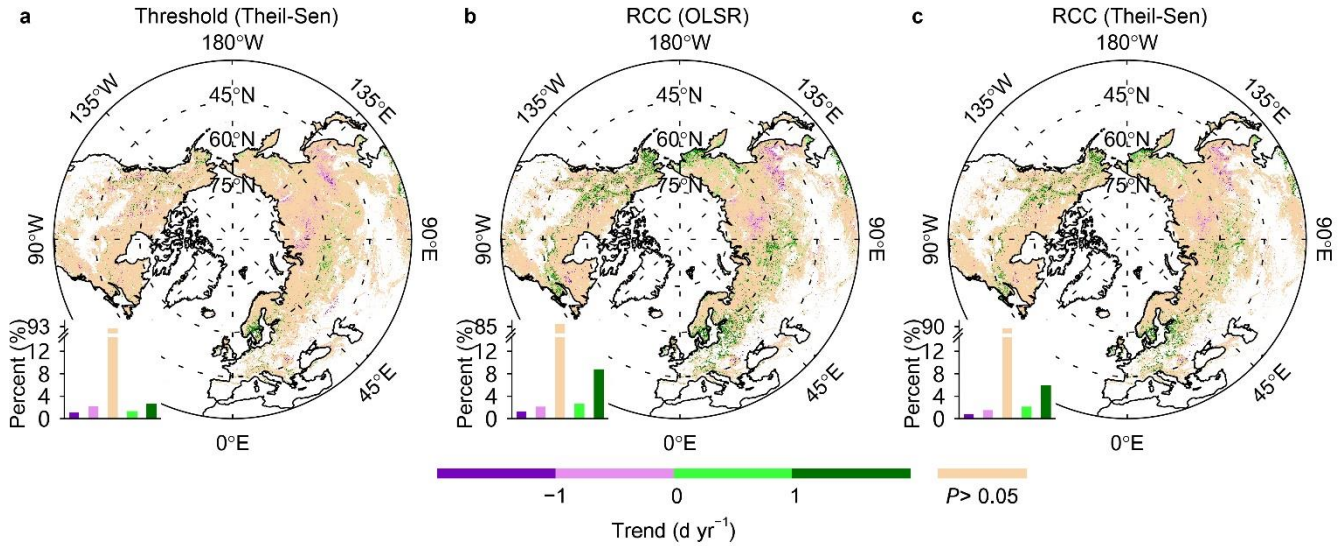 a Threshold (Theil-Sen)
180°W
135°W
135°E
45°N
60°N
75°N
90°W
90°E
45°E
0°E
Percent (%)
93
12
8
4
0
b RCC (OLSR)
180°W
135°W
135°E
45°N
60°N
75°N
90°W
90°E
45°E
0°E
Percent (%)
85
12
8
4
0
c RCC (Theil-Sen)
180°W
135°W
135°E
45°N
60°N
75°N
90°W
90°E
45°E
0°E
Percent (%)
90
12
8
4
0
−1 0 1
P> 0.05
Trend (d yr⁻¹)